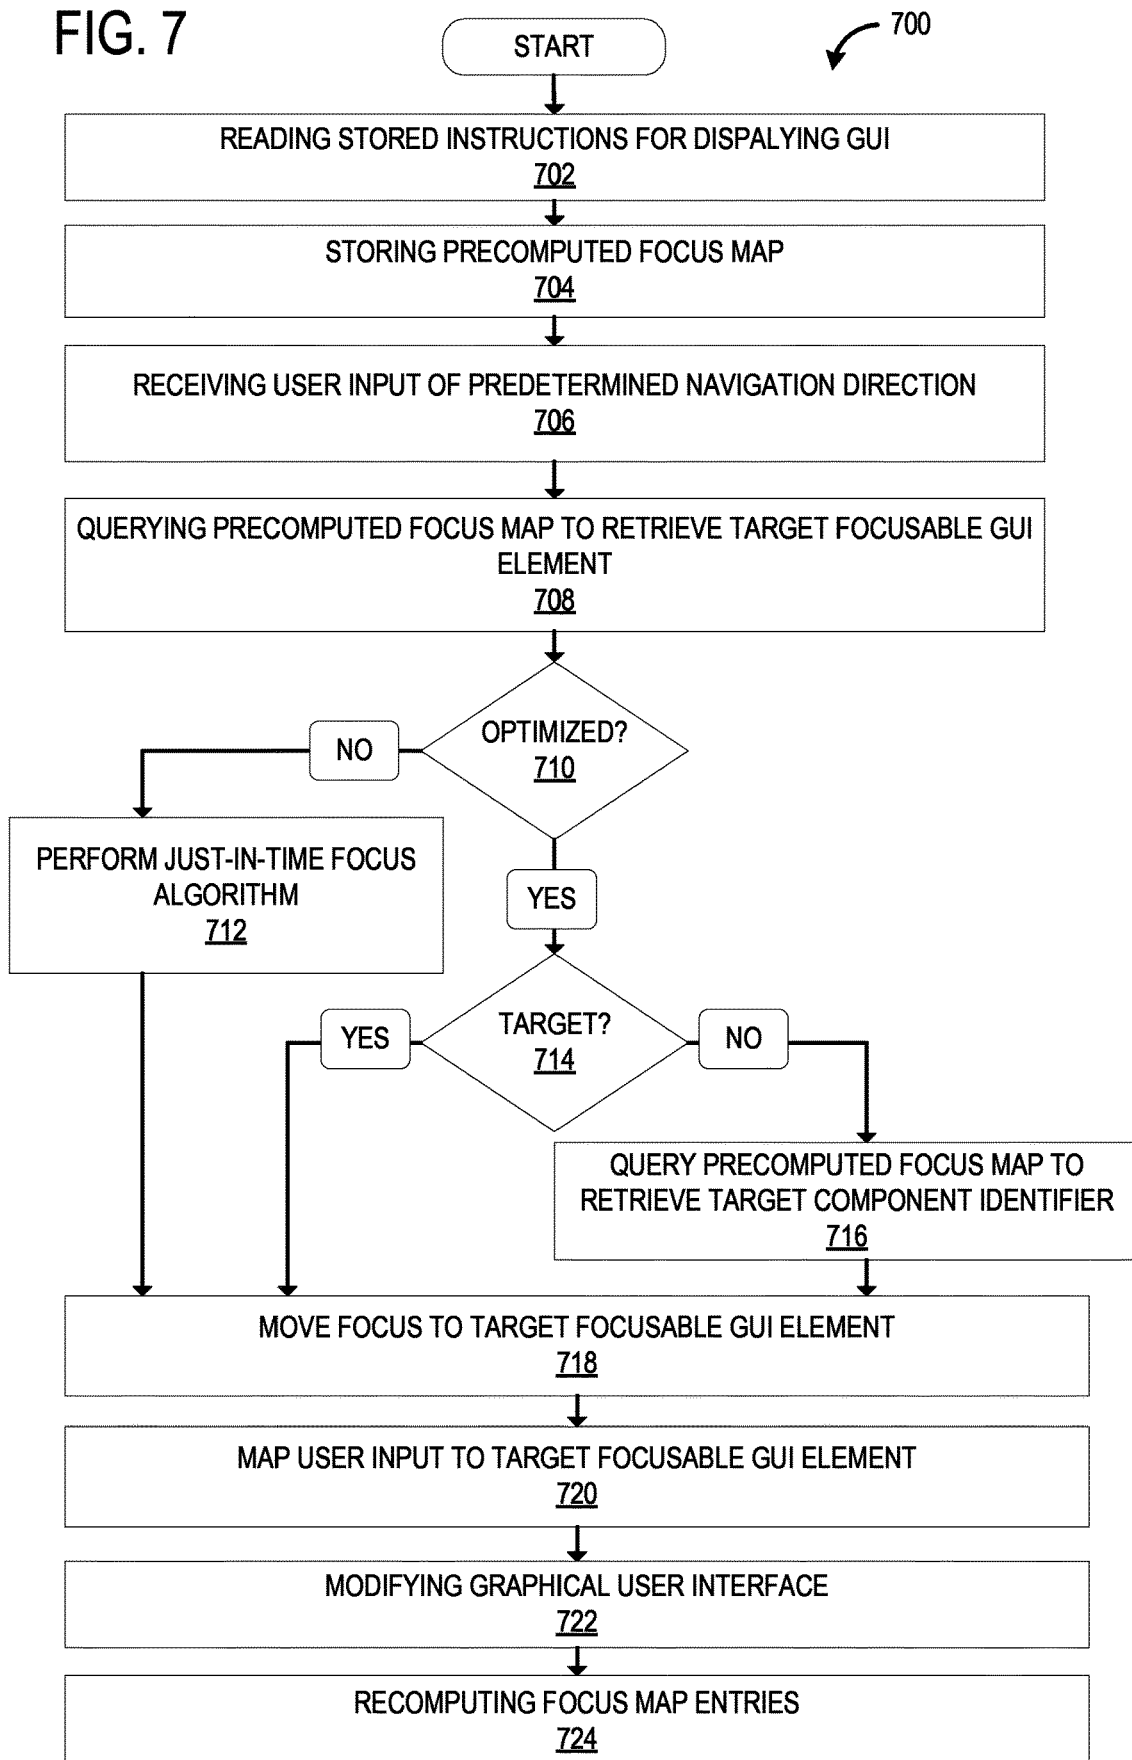 FIG. 7
700
START
READING STORED INSTRUCTIONS FOR DISPALYING GUI
702
STORING PRECOMPUTED FOCUS MAP
704
RECEIVING USER INPUT OF PREDETERMINED NAVIGATION DIRECTION
706
QUERYING PRECOMPUTED FOCUS MAP TO RETRIEVE TARGET FOCUSABLE GUI
ELEMENT
708
OPTIMIZED?
710
NO
PERFORM JUST-IN-TIME FOCUS
ALGORITHM
712
YES
TARGET?
714
YES
NO
QUERY PRECOMPUTED FOCUS MAP TO
RETRIEVE TARGET COMPONENT IDENTIFIER
716
MOVE FOCUS TO TARGET FOCUSABLE GUI ELEMENT
718
MAP USER INPUT TO TARGET FOCUSABLE GUI ELEMENT
720
MODIFYING GRAPHICAL USER INTERFACE
722
RECOMPUTING FOCUS MAP ENTRIES
724